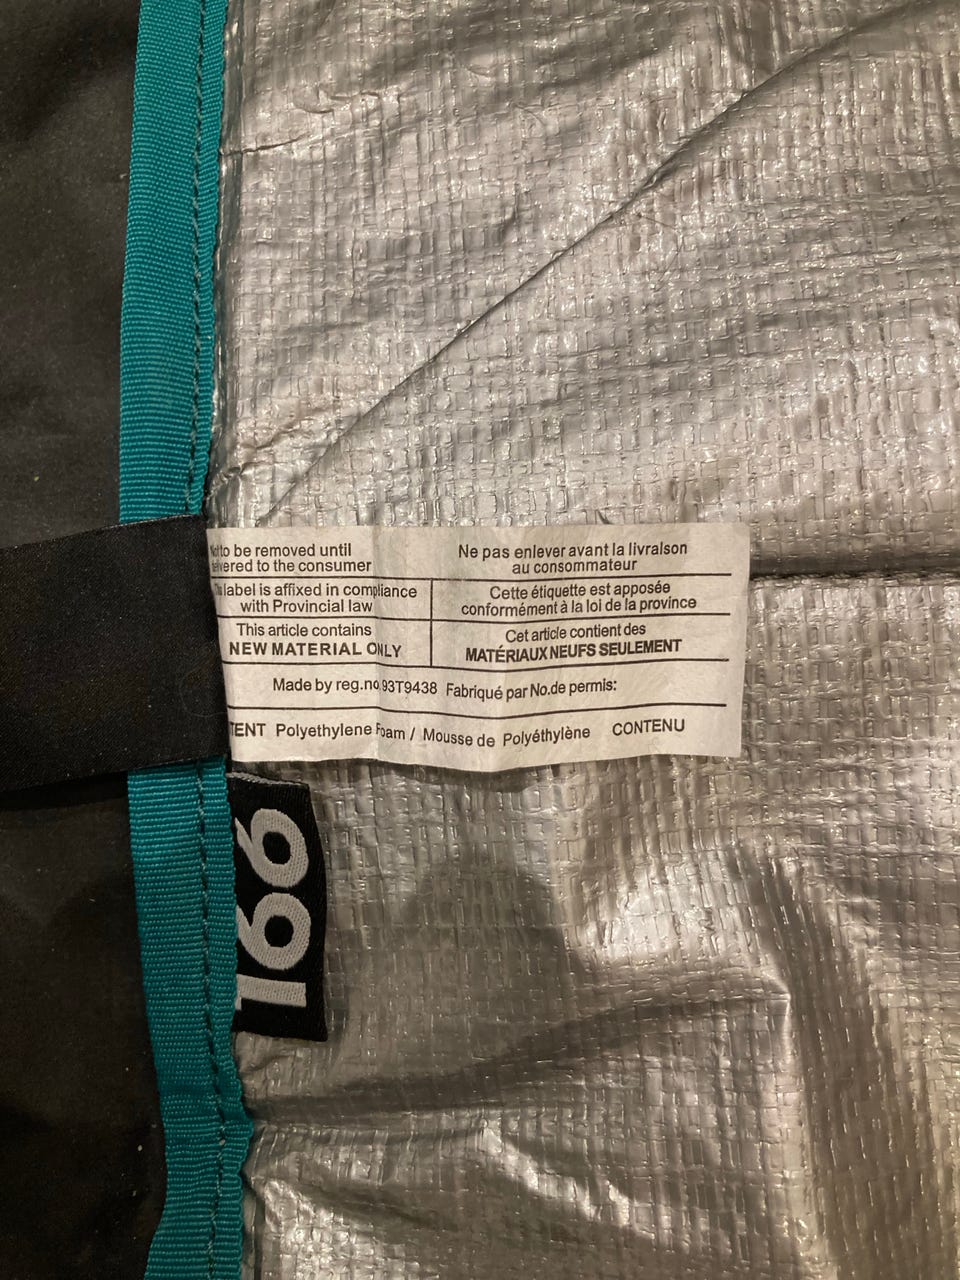 to be removed until
delivered to the consumer
Ne pas enlever avant la livralson
au consommateur
label is affixed in compliance
with Provincial law
Cette étiquette est apposée
conformément à la loi de la province
This article contains
NEW MATERIAL ONLY
Cet article contient des
MATÉRIAUX NEUFS SEULEMENT
Made by reg.no.93T9438 Fabriqué par No.de permis:
TENT Polyethylene Foam / Mousse de Polyéthylène CONTENU
166